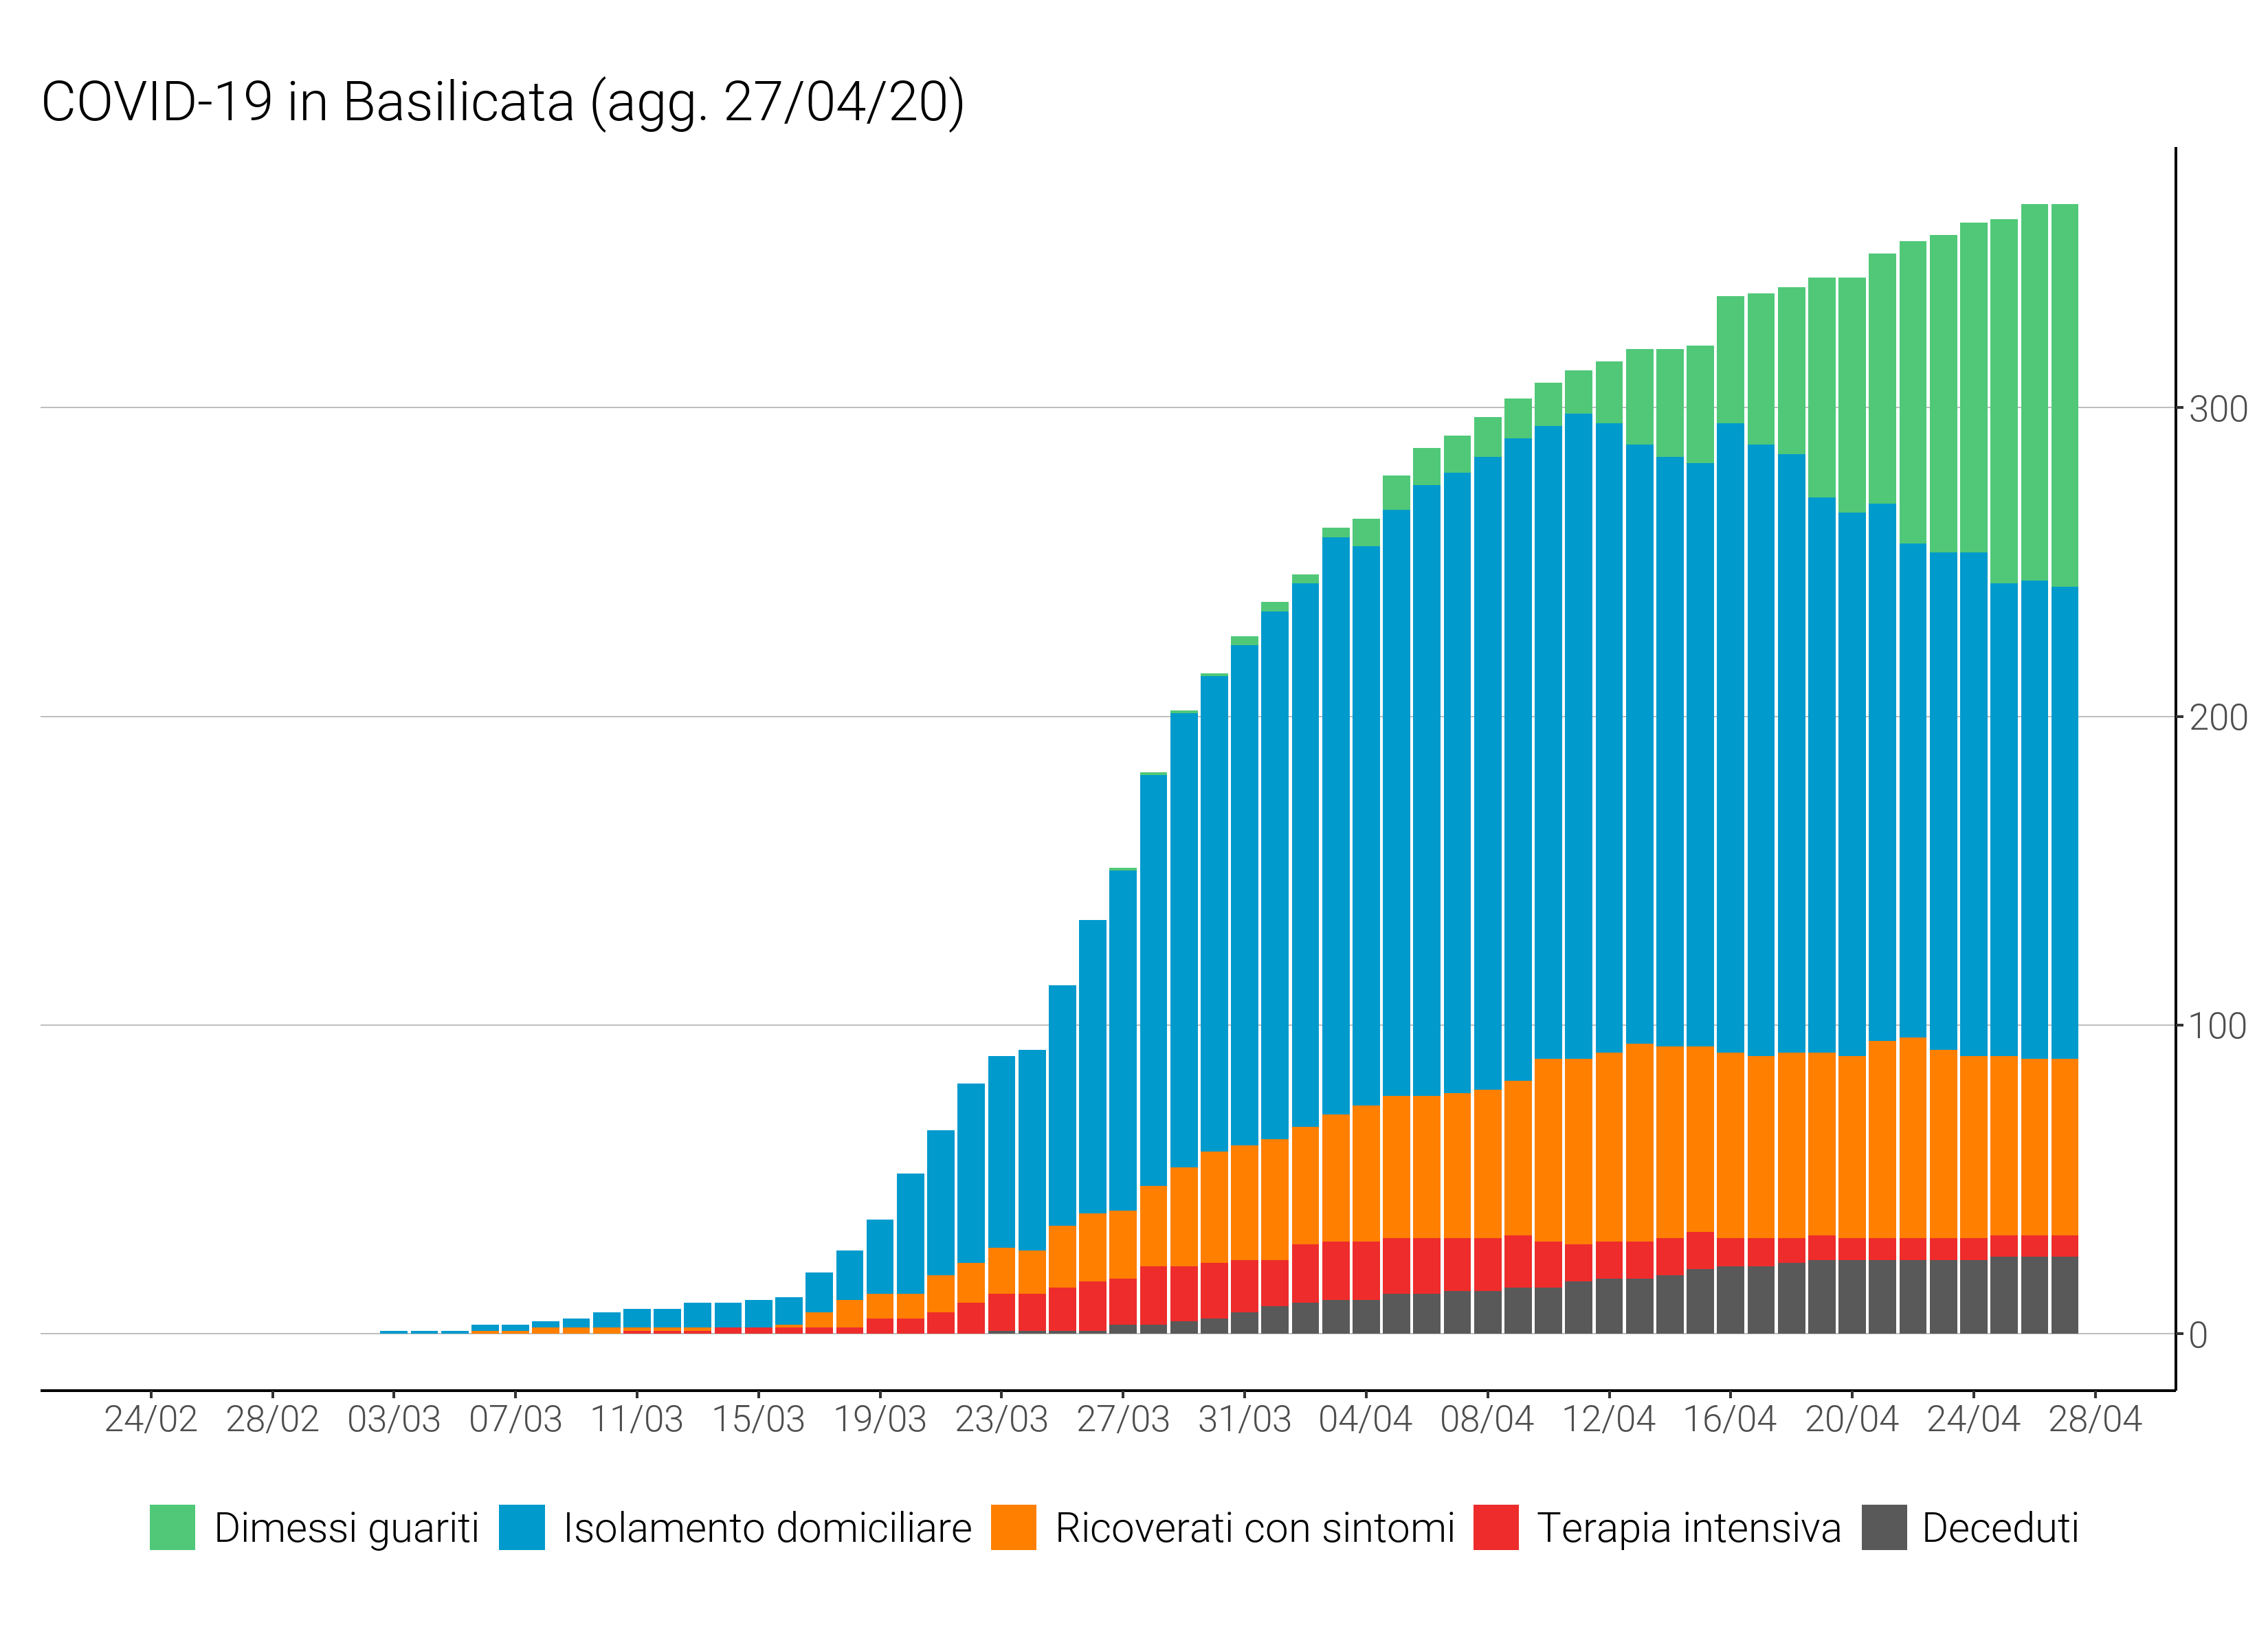 COVID-19 in Basilicata (agg. 27/04/20)
300
200
100
0
24/02 28/02 03/03 07/03 11/03 15/03 19/03 23/03 27/03 31/03 04/04 08/04 12/04 16/04 20/04 24/04 28/04
Dimessi guariti Isolamento domiciliare Ricoverati con sintomi Terapia intensiva Deceduti